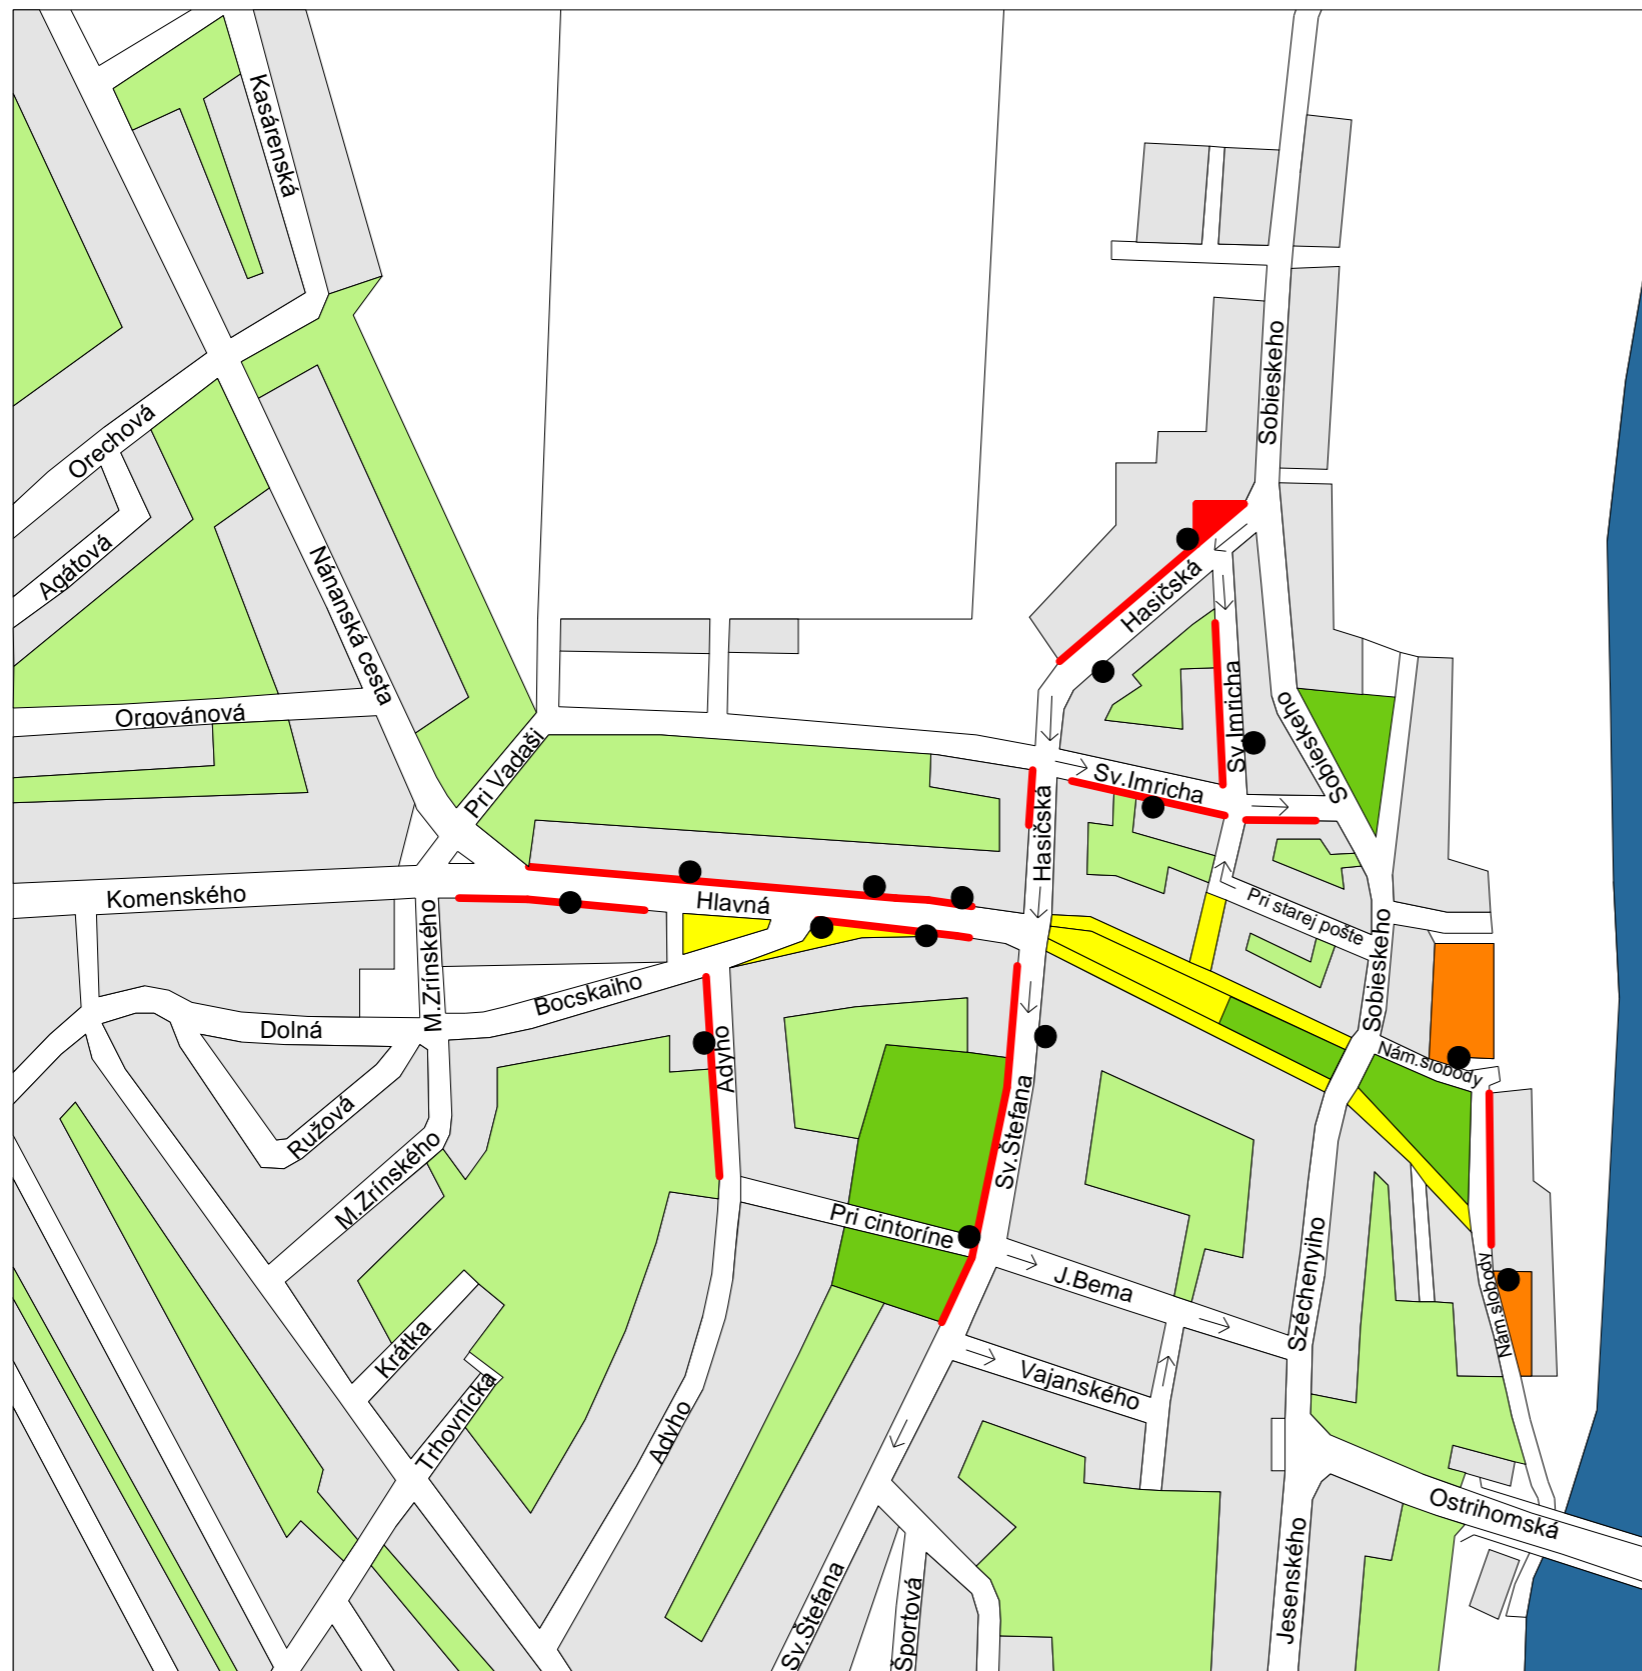 Kasárenská
Sobieskeho
Orechová
Agátová
Nánanská cesta
Hasičská
Sv.Imricha
Sobieskeho
Orgovánová
Pri Vadaši
Sv.Imricha
Hasičská
Komenského
Hlavná
Pri starej pošte
M.Zrínského
Sobieskeho
Bocskaiho
Dolná
Adyho
Nám.slobody
Ružová
M.Zrínského
Sv.Štefana
Pri cintoríne
J.Bema
Széchenyiho
Nám.slobody
Krátka
Vajanského
Trhovnícka
Adyho
Ostrihomská
Jesenského
Sv.Štefana
Športová